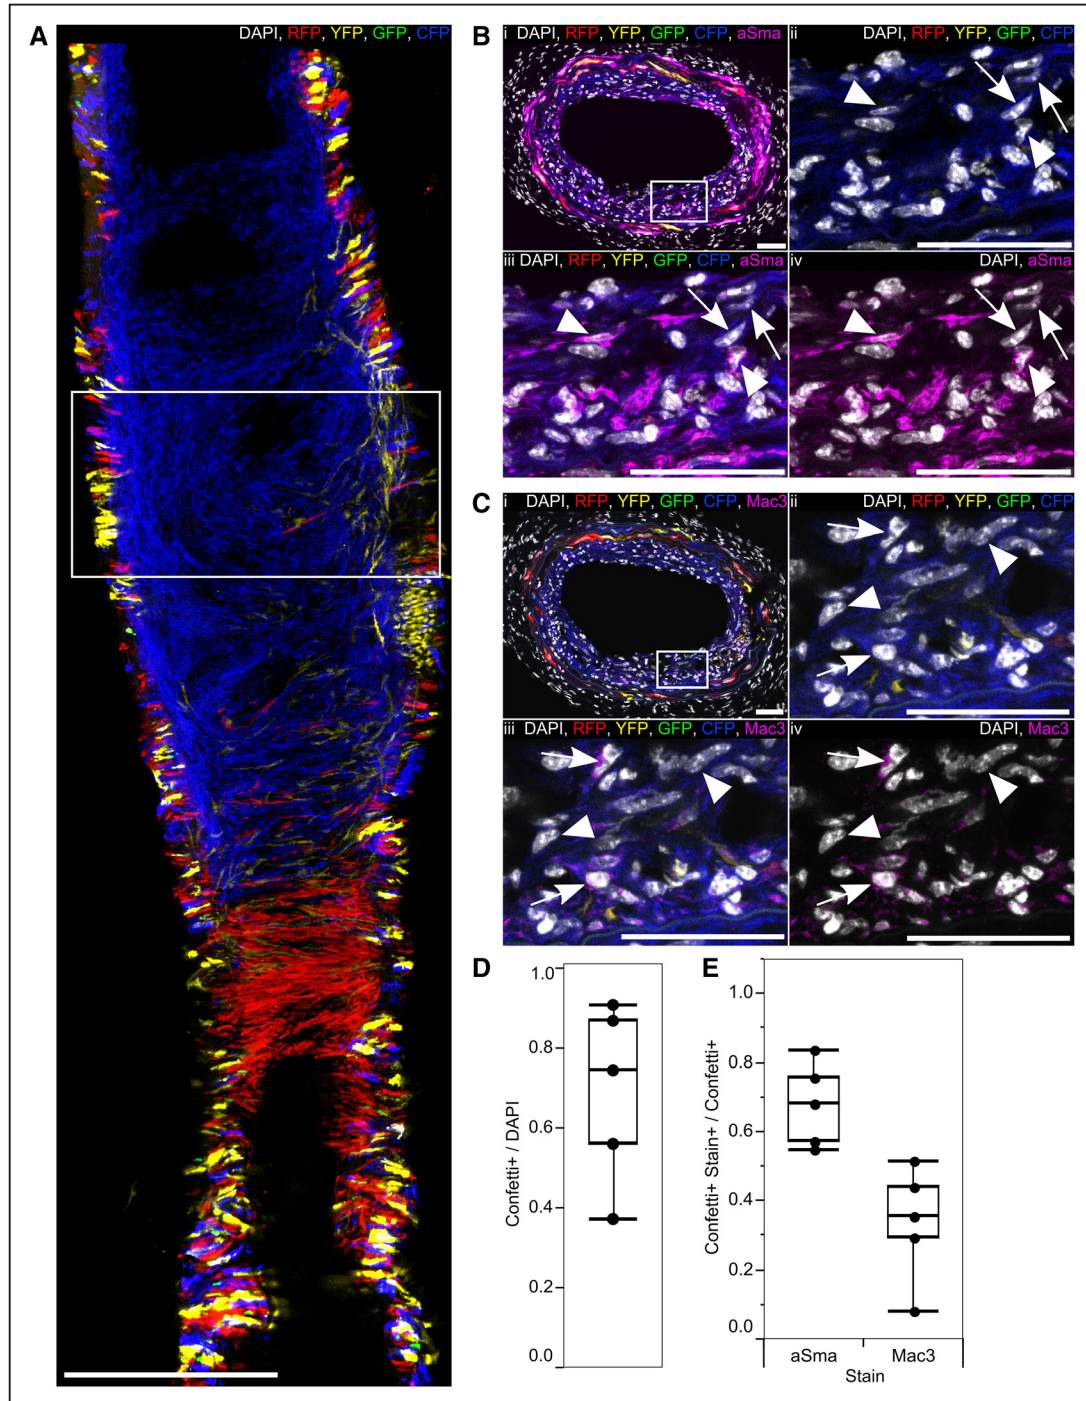 A
DAPI, RFP, YFP, GFP, CFP
B
i DAPI, RFP, YFP, GFP, CFP, aSma
ii DAPI, RFP, YFP, GFP, CFP
iii DAPI, RFP, YFP, GFP, CFP, aSma
iv DAPI, aSma
C
i DAPI, RFP, YFP, GFP, CFP, Mac3
ii DAPI, RFP, YFP, GFP, CFP
iii DAPI, RFP, YFP, GFP, CFP, Mac3
iv DAPI, Mac3
D
Confetti+ / DAPI
1.0
0.8
0.6
0.4
0.2
0.0
E
Confetti+ Stain+ / Confetti+
1.0
0.8
0.6
0.4
0.2
0.0
aSma Mac3
Stain